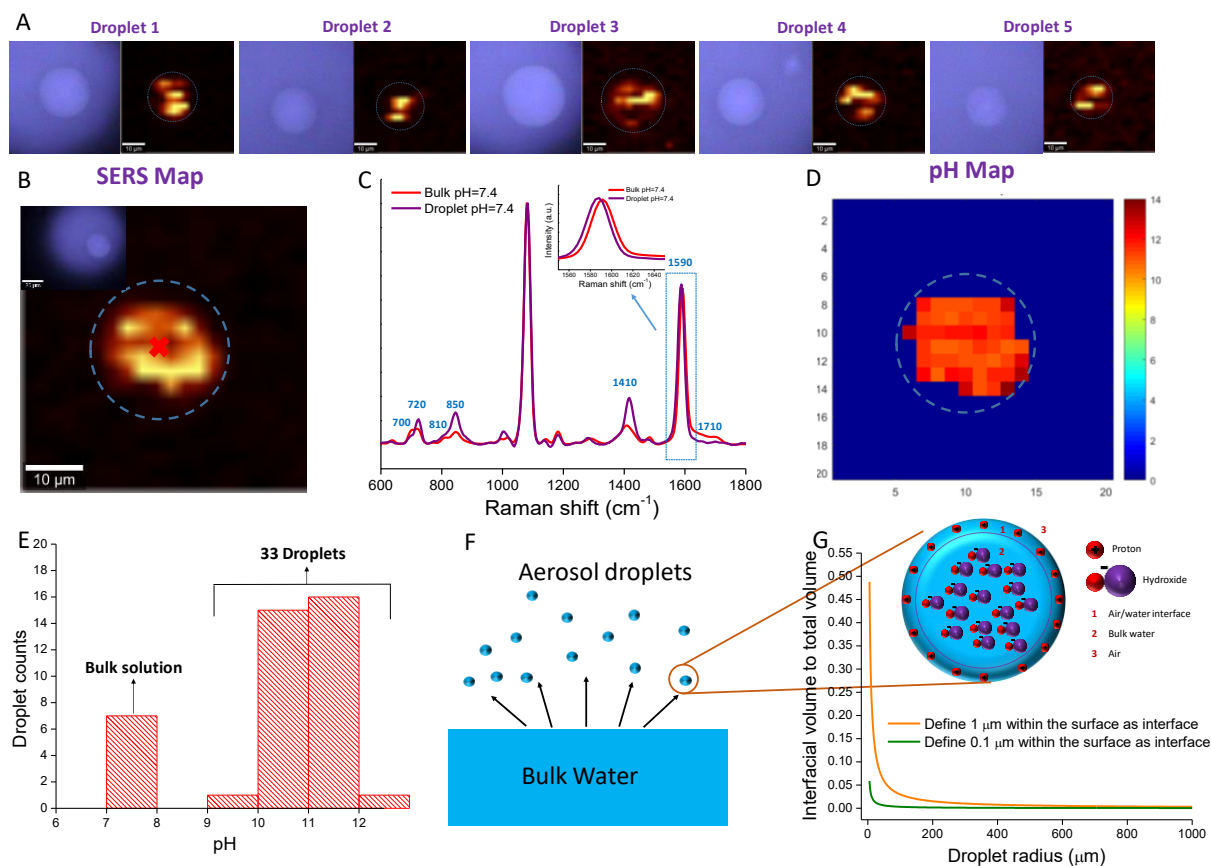 A
Droplet 1
Droplet 2
Droplet 3
Droplet 4
Droplet 5
10 µm
10 µm
10 µm
10 µm
10 µm
B
SERS Map
10 µm
C
Bulk pH=7.4
Droplet pH=7.4
Bulk pH=7.4
Droplet pH=7.4
Intensity (a.u.)
1560 1580 1600 1620 1640
Raman shift (cm⁻¹)
1590
700
720
810
850
1410
1710
600 800 1000 1200 1400 1600 1800
Raman shift (cm⁻¹)
D
pH Map
2
4
6
8
10
12
14
16
18
20
5 10 15 20
14
12
10
8
6
4
2
0
E
Droplet counts
20
18
16
14
12
10
8
6
4
2
0
33 Droplets
Bulk solution
6 7 8 9 10 11 12
pH
F
Aerosol droplets
Bulk Water
G
Interfacial volume to total volume
0.55
0.50
0.45
0.40
0.35
0.30
0.25
0.20
0.15
0.10
0.05
0.00
1
2
3
+ Proton
- Hydroxide
1 Air/water interface
2 Bulk water
3 Air
Define 1 µm within the surface as interface
Define 0.1 µm within the surface as interface
0 200 400 600 800 1000
Droplet radius (µm)